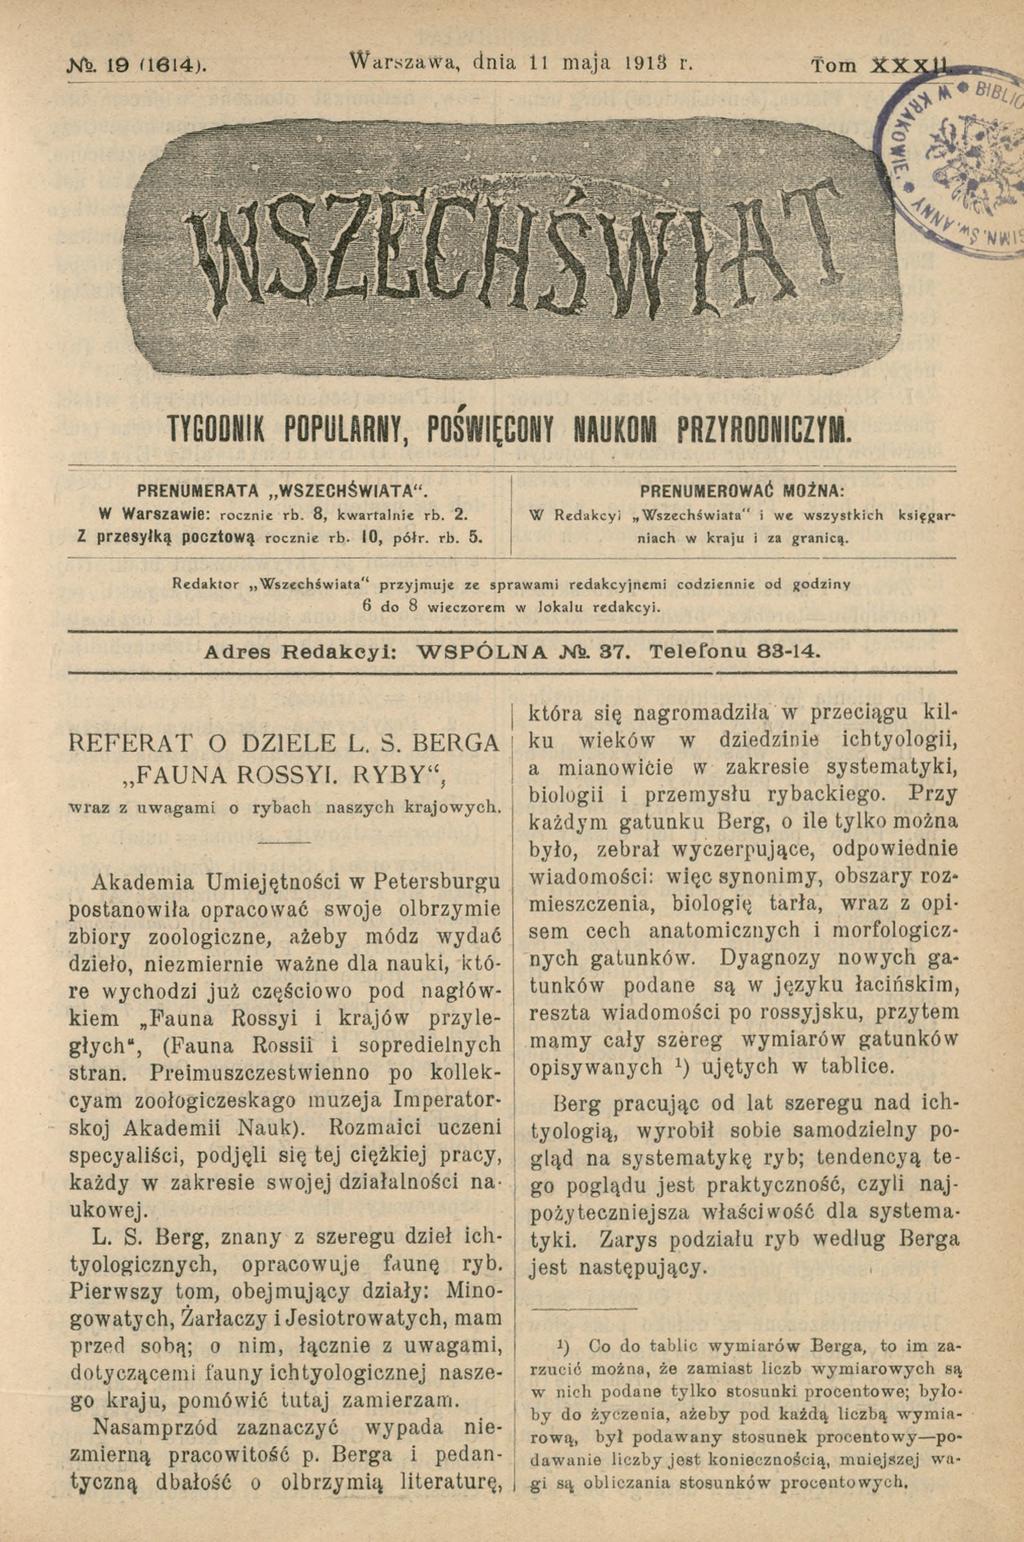 №. 19 (1614). Warszawa, dnia 11 maja 1913 r. Tom XXXII.
W KRAKOWIE
GIMN. ŚW. ANNY
WSZECHŚWIAT
TYGODNIK POPULARNY, POŚWIĘCONY NAUKOM PRZYRODNICZYM.
PRENUMERATA „WSZECHŚWIATA".
W Warszawie: rocznie rb. 8, kwartalnie rb. 2.
Z przesyłką pocztową rocznie rb. 10, półr. rb. 5.
PRENUMEROWAĆ MOŻNA:
W Redakcyi „Wszechświata" i we wszystkich księgar-
niach w kraju i za granicą.
Redaktor „Wszechświata" przyjmuje ze sprawami redakcyjnemi codziennie od godziny
6 do 8 wieczorem w lokalu redakcyi.
Adres Redakcyi: WSPÓLNA №. 37. Telefonu 83-14.
REFERAT O DZIELE L. S. BERGA
„FAUNA ROSSYI. RYBY",
wraz z uwagami o rybach naszych krajowych.
Akademia Umiejętności w Petersburgu
postanowiła opracować swoje olbrzymie
zbiory zoologiczne, ażeby módz wydać
dzieło, niezmiernie ważne dla nauki, któ-
re wychodzi już częściowo pod nagłów-
kiem „Fauna Rossyi i krajów przyle-
głych", (Fauna Rossii i sopredielnych
stran. Preimuszczestwienno po kollek-
cyam zoologiczeskago muzeja Imperator-
skoj Akademii Nauk). Rozmaici uczeni
specyaliści, podjęli się tej ciężkiej pracy,
każdy w zakresie swojej działalności na-
ukowej.
L. S. Berg, znany z szeregu dzieł ich-
tyologicznych, opracowuje faunę ryb.
Pierwszy tom, obejmujący działy: Mino-
gowatych, Żarłaczy i Jesiotrowatych, mam
przed sobą; o nim, łącznie z uwagami,
dotyczącemi fauny ichtyologicznej nasze-
go kraju, pomówić tutaj zamierzam.
Nasamprzód zaznaczyć wypada nie-
zmierną pracowitość p. Berga i pedan-
tyczną dbałość o olbrzymią literaturę,
która się nagromadziła w przeciągu kil-
ku wieków w dziedzinie ichtyologii,
a mianowicie w zakresie systematyki,
biologii i przemysłu rybackiego. Przy
każdym gatunku Berg, o ile tylko można
było, zebrał wyczerpujące, odpowiednie
wiadomości: więc synonimy, obszary roz-
mieszczenia, biologię tarła, wraz z opi-
sem cech anatomicznych i morfologicz-
nych gatunków. Dyagnozy nowych ga-
tunków podane są w języku łacińskim,
reszta wiadomości po rossyjsku, przytem
mamy cały szereg wymiarów gatunków
opisywanych ¹) ujętych w tablice.
Berg pracując od lat szeregu nad ich-
tyologią, wyrobił sobie samodzielny po-
gląd na systematykę ryb; tendencyą te-
go poglądu jest praktyczność, czyli naj-
pożyteczniejsza właściwość dla systema-
tyki. Zarys podziału ryb według Berga
jest następujący.
¹) Co do tablic wymiarów Berga, to im za-
rzucić można, że zamiast liczb wymiarowych są
w nich podane tylko stosunki procentowe; było-
by do życzenia, ażeby pod każdą liczbą wymia-
rową, był podawany stosunek procentowy—po-
dawanie liczby jest koniecznością, mniejszej wa-
gi są obliczania stosunków procentowych.